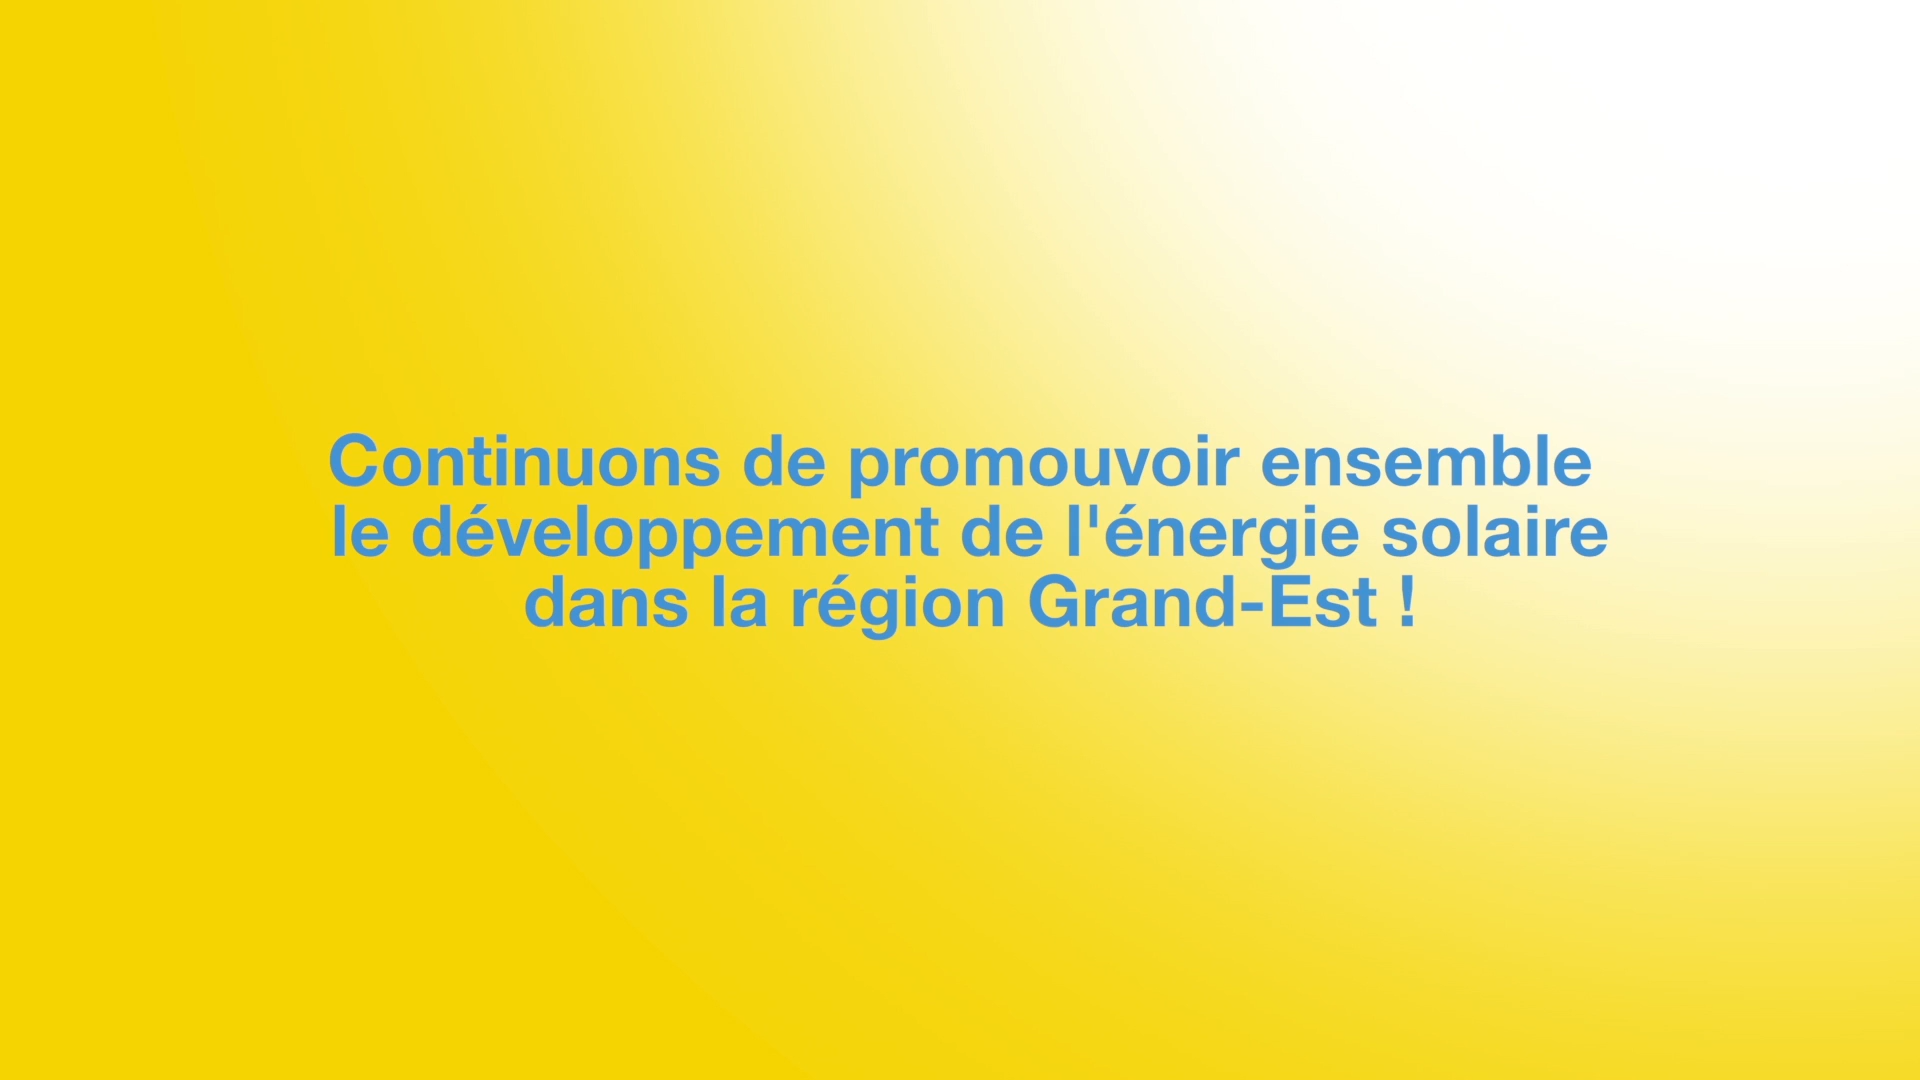 Continuons de promouvoir ensemble
le développement de l'énergie solaire
dans la région Grand-Est !